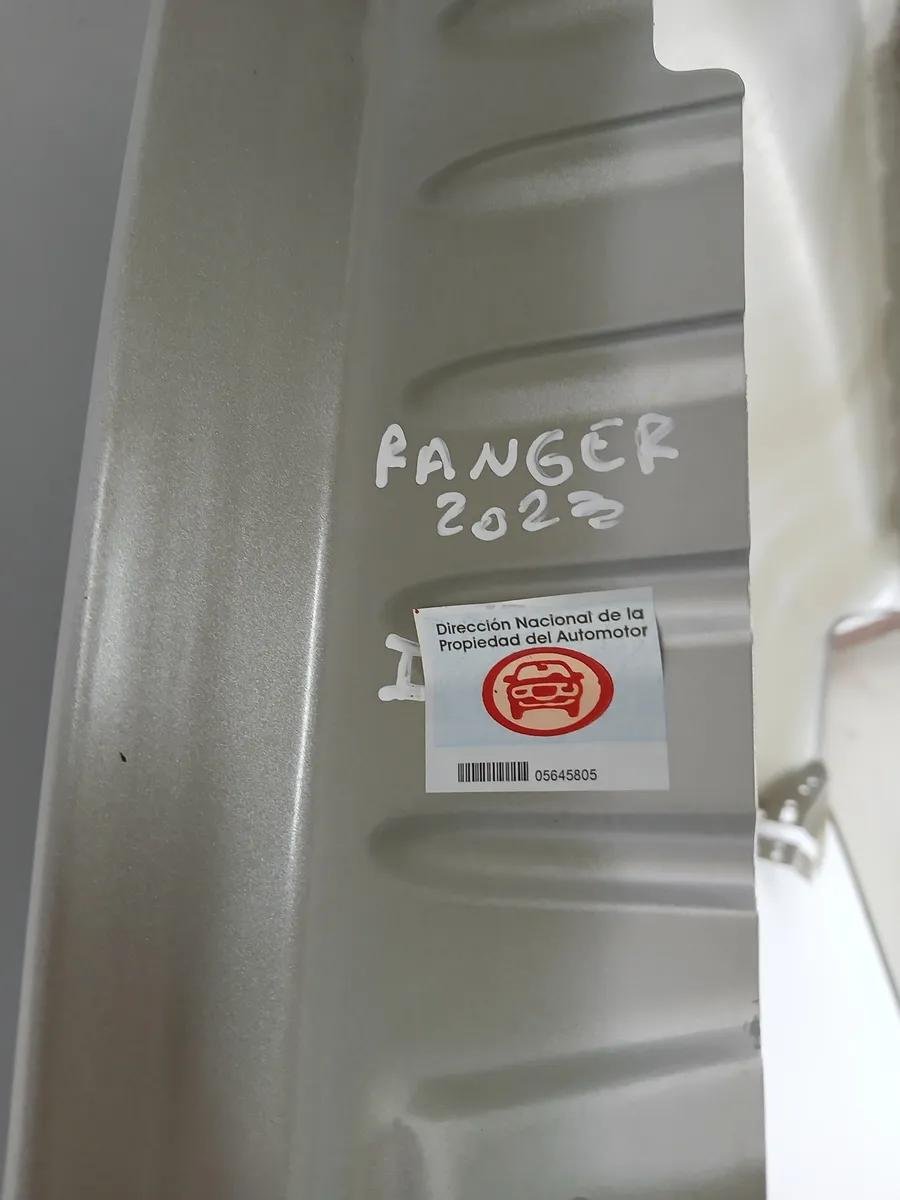 RANGER
2023
Dirección Nacional de la
Propiedad del Automotor
05645805